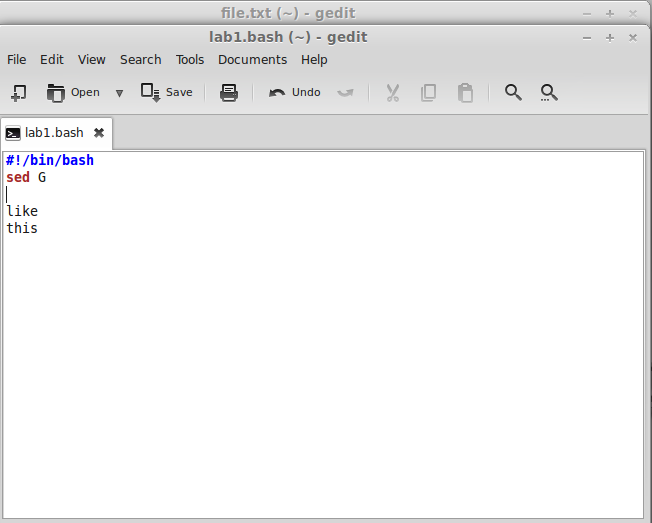 file.txt (~) - gedit
lab1.bash (~) - gedit
File Edit View Search Tools Documents Help
Open Save Undo
lab1.bash
#!/bin/bash
sed G
like
this